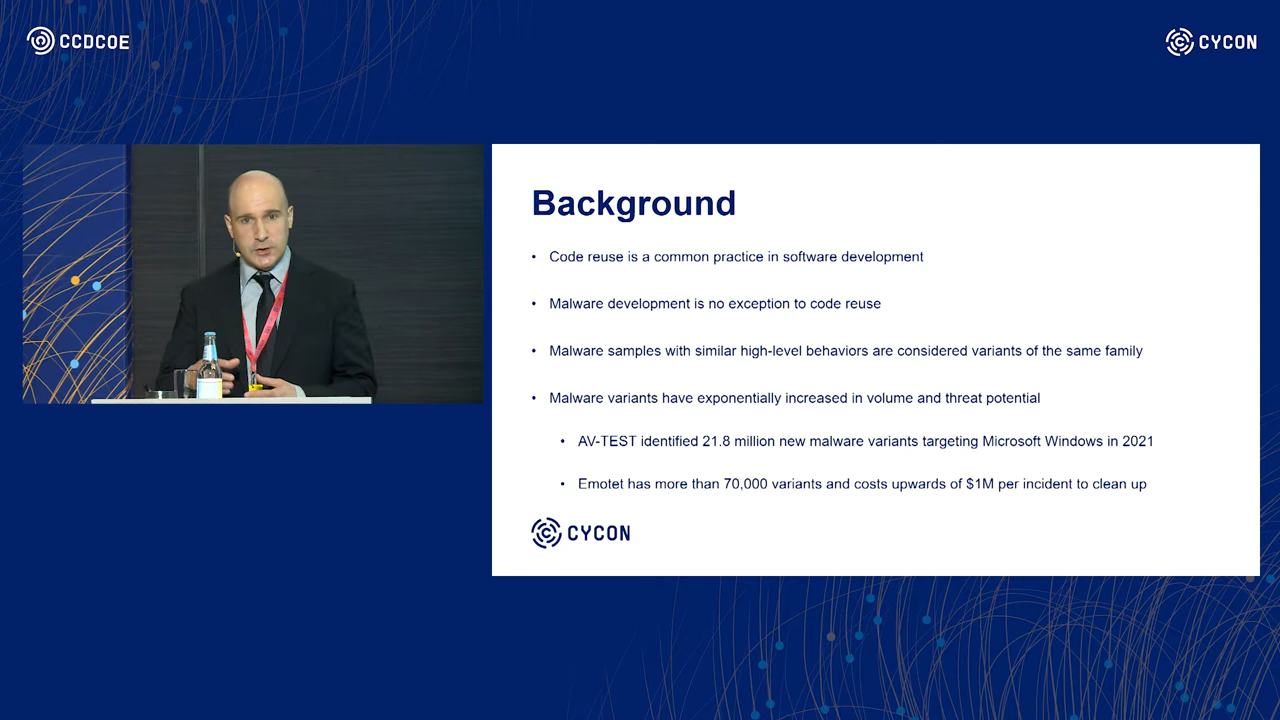 CCDCOE
CYCON
Background
• Code reuse is a common practice in software development
• Malware development is no exception to code reuse
• Malware samples with similar high-level behaviors are considered variants of the same family
• Malware variants have exponentially increased in volume and threat potential
• AV-TEST identified 21.8 million new malware variants targeting Microsoft Windows in 2021
• Emotet has more than 70,000 variants and costs upwards of $1M per incident to clean up
CYCON